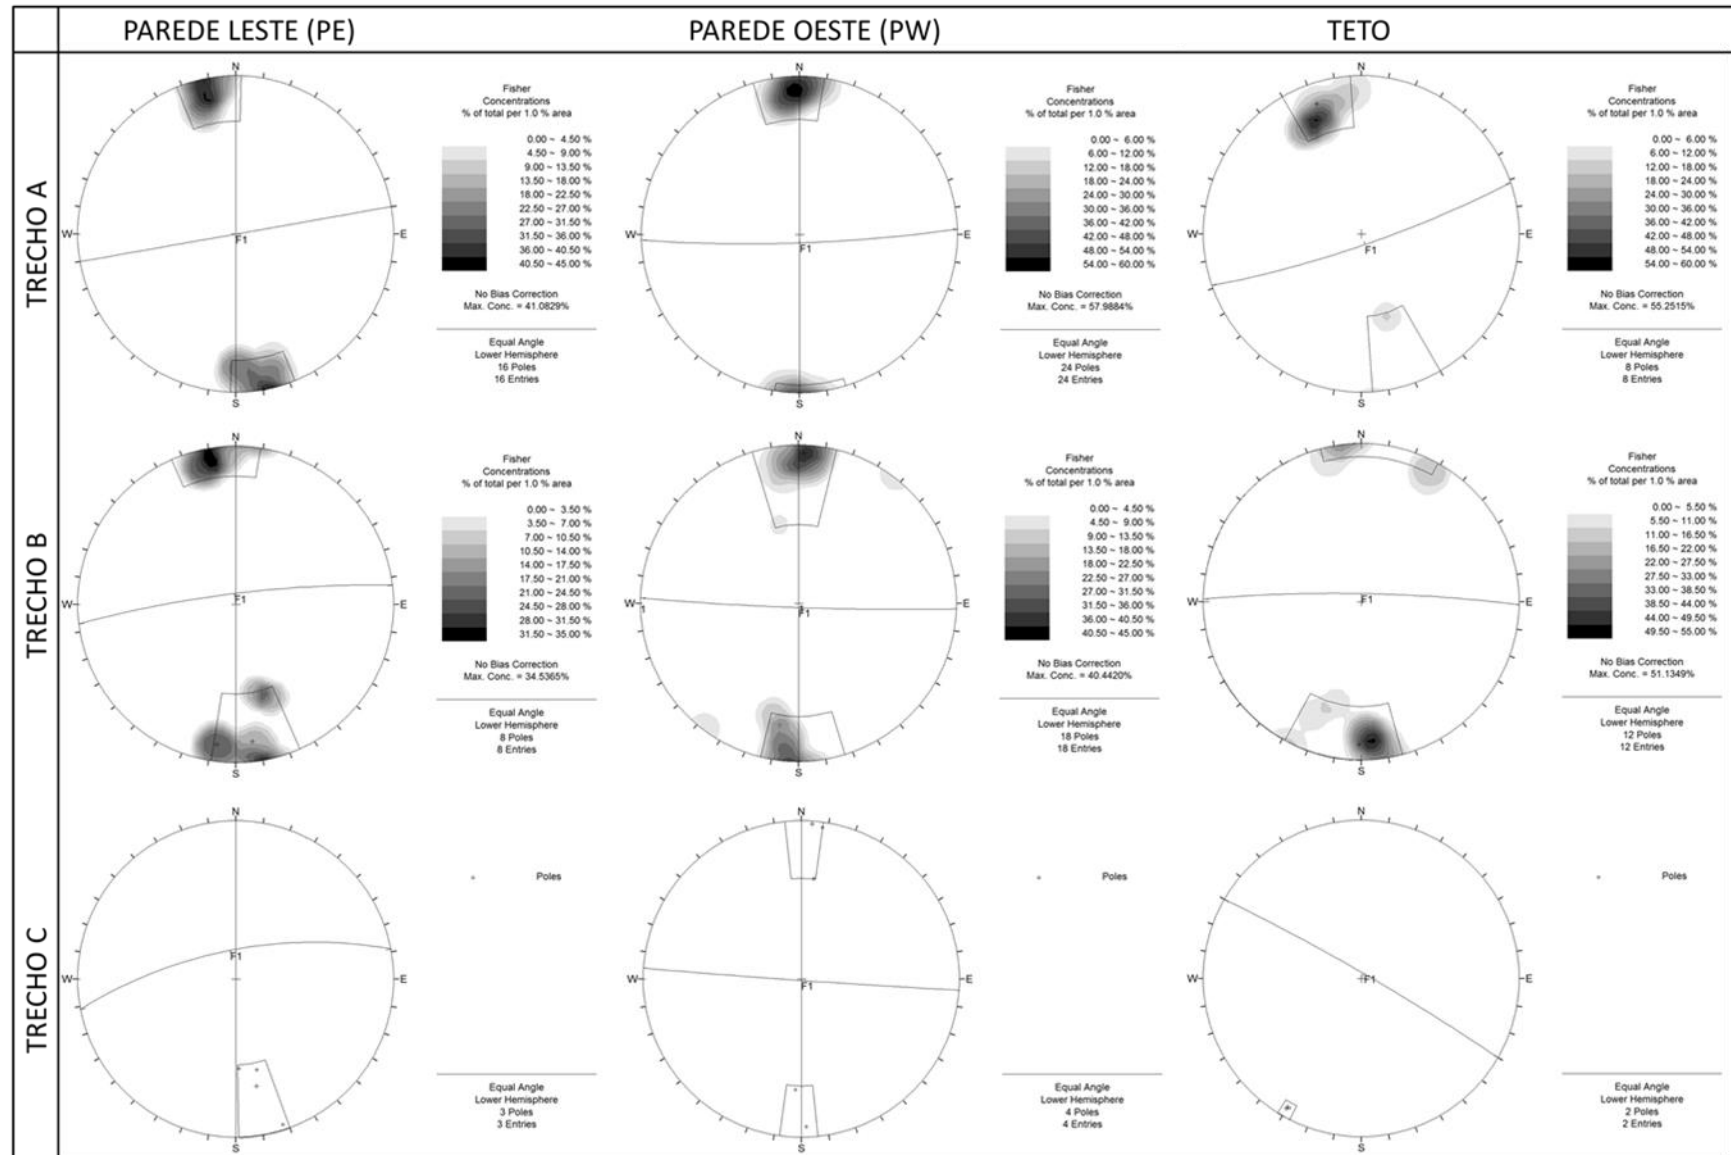 PAREDE LESTE (PE)
PAREDE OESTE (PW)
TETO
TRECHO A
N
W
E
S
F1
Fisher
Concentrations
% of total per 1.0 % area
0.00 ~ 4.50 %
4.50 ~ 9.00 %
9.00 ~ 13.50 %
13.50 ~ 18.00 %
18.00 ~ 22.50 %
22.50 ~ 27.00 %
27.00 ~ 31.50 %
31.50 ~ 36.00 %
36.00 ~ 40.50 %
40.50 ~ 45.00 %
No Bias Correction
Max. Conc. = 41.0829%
Equal Angle
Lower Hemisphere
16 Poles
16 Entries
N
W
E
S
F1
Fisher
Concentrations
% of total per 1.0 % area
0.00 ~ 6.00 %
6.00 ~ 12.00 %
12.00 ~ 18.00 %
18.00 ~ 24.00 %
24.00 ~ 30.00 %
30.00 ~ 36.00 %
36.00 ~ 42.00 %
42.00 ~ 48.00 %
48.00 ~ 54.00 %
54.00 ~ 60.00 %
No Bias Correction
Max. Conc. = 57.9884%
Equal Angle
Lower Hemisphere
24 Poles
24 Entries
N
W
E
S
F1
Fisher
Concentrations
% of total per 1.0 % area
0.00 ~ 6.00 %
6.00 ~ 12.00 %
12.00 ~ 18.00 %
18.00 ~ 24.00 %
24.00 ~ 30.00 %
30.00 ~ 36.00 %
36.00 ~ 42.00 %
42.00 ~ 48.00 %
48.00 ~ 54.00 %
54.00 ~ 60.00 %
No Bias Correction
Max. Conc. = 55.2515%
Equal Angle
Lower Hemisphere
8 Poles
8 Entries
TRECHO B
N
W
E
S
F1
Fisher
Concentrations
% of total per 1.0 % area
0.00 ~ 3.50 %
3.50 ~ 7.00 %
7.00 ~ 10.50 %
10.50 ~ 14.00 %
14.00 ~ 17.50 %
17.50 ~ 21.00 %
21.00 ~ 24.50 %
24.50 ~ 28.00 %
28.00 ~ 31.50 %
31.50 ~ 35.00 %
No Bias Correction
Max. Conc. = 34.5365%
Equal Angle
Lower Hemisphere
8 Poles
8 Entries
N
W
1
E
S
F1
Fisher
Concentrations
% of total per 1.0 % area
0.00 ~ 4.50 %
4.50 ~ 9.00 %
9.00 ~ 13.50 %
13.50 ~ 18.00 %
18.00 ~ 22.50 %
22.50 ~ 27.00 %
27.00 ~ 31.50 %
31.50 ~ 36.00 %
36.00 ~ 40.50 %
40.50 ~ 45.00 %
No Bias Correction
Max. Conc. = 40.4420%
Equal Angle
Lower Hemisphere
18 Poles
18 Entries
N
W
E
S
F1
Fisher
Concentrations
% of total per 1.0 % area
0.00 ~ 5.50 %
5.50 ~ 11.00 %
11.00 ~ 16.50 %
16.50 ~ 22.00 %
22.00 ~ 27.50 %
27.50 ~ 33.00 %
33.00 ~ 38.50 %
38.50 ~ 44.00 %
44.00 ~ 49.50 %
49.50 ~ 55.00 %
No Bias Correction
Max. Conc. = 51.1349%
Equal Angle
Lower Hemisphere
12 Poles
12 Entries
TRECHO C
N
W
E
S
F1
Poles
Equal Angle
Lower Hemisphere
3 Poles
3 Entries
N
W
E
S
F1
Poles
Equal Angle
Lower Hemisphere
4 Poles
4 Entries
N
W
E
S
F1
Poles
Equal Angle
Lower Hemisphere
2 Poles
2 Entries